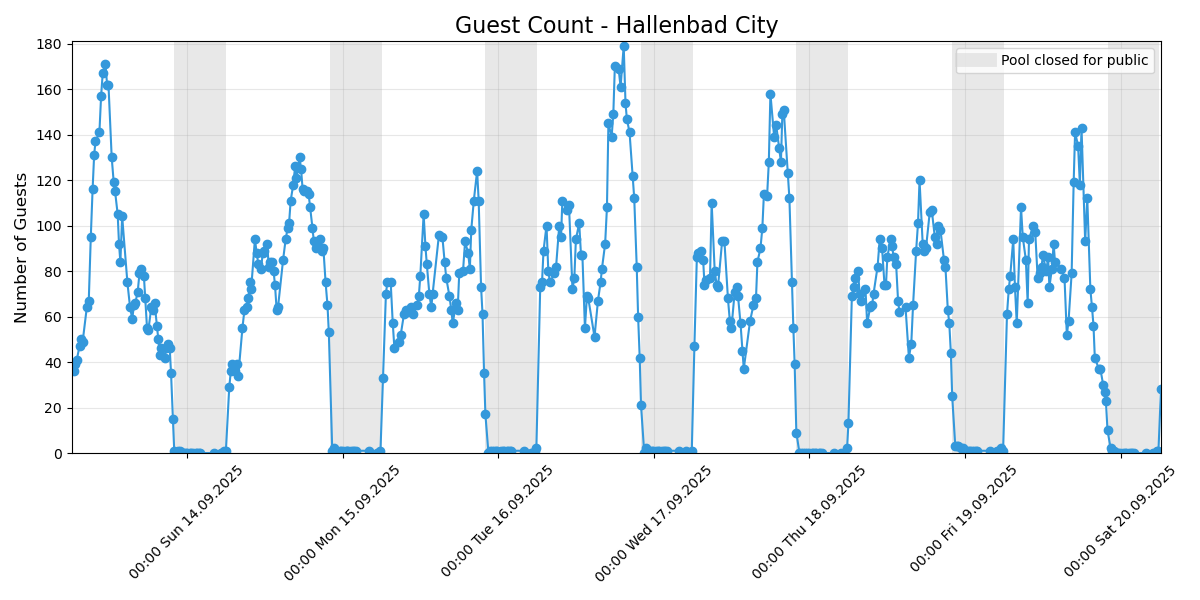 Guest Count - Hallenbad City
Pool closed for public
Number of Guests
180
160
140
120
100
80
60
40
20
0
00:00 Sun 14.09.2025
00:00 Mon 15.09.2025
00:00 Tue 16.09.2025
00:00 Wed 17.09.2025
00:00 Thu 18.09.2025
00:00 Fri 19.09.2025
00:00 Sat 20.09.2025